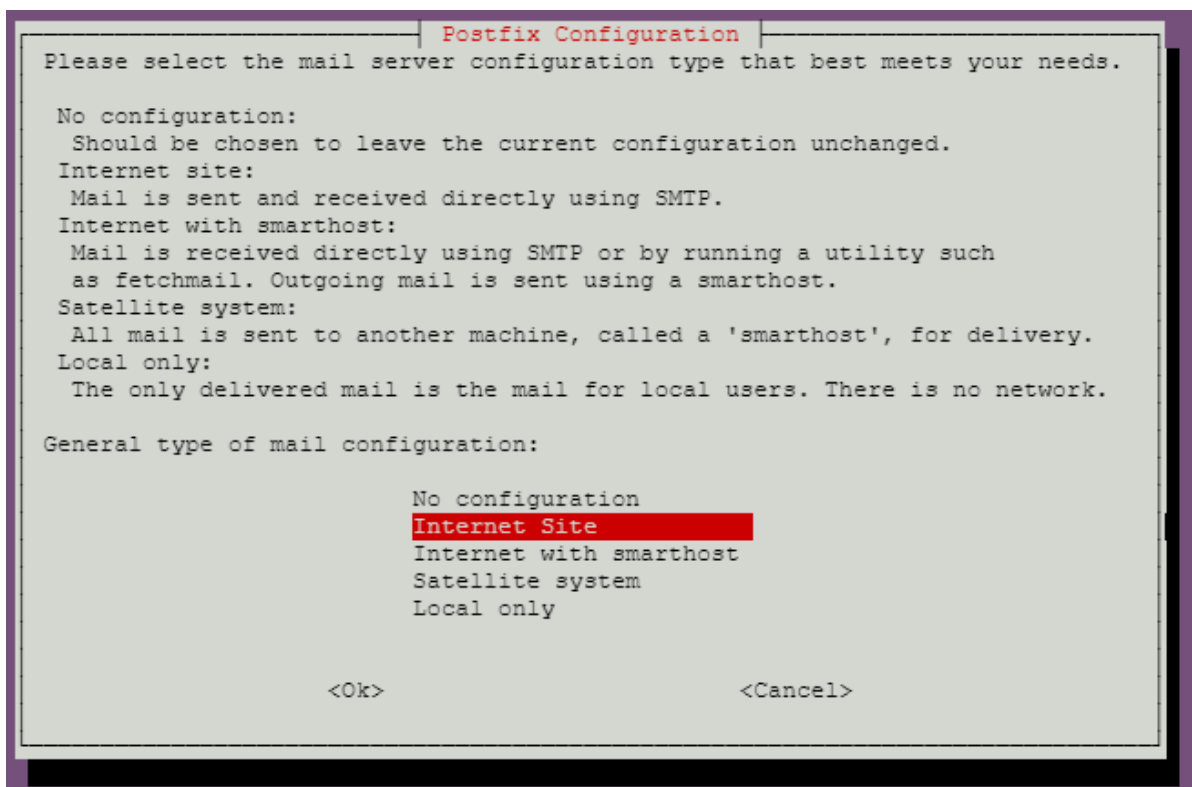 Postfix Configuration
Please select the mail server configuration type that best meets your needs.
No configuration:
Should be chosen to leave the current configuration unchanged.
Internet site:
Mail is sent and received directly using SMTP.
Internet with smarthost:
Mail is received directly using SMTP or by running a utility such
as fetchmail. Outgoing mail is sent using a smarthost.
Satellite system:
All mail is sent to another machine, called a 'smarthost', for delivery.
Local only:
The only delivered mail is the mail for local users. There is no network.
General type of mail configuration:
No configuration
Internet Site
Internet with smarthost
Satellite system
Local only
<Ok> <Cancel>